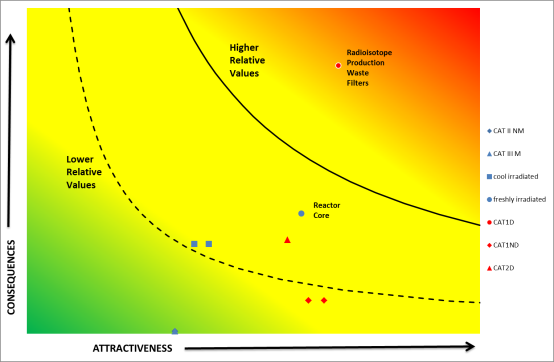 Higher
Relative
Values
Radioisotope
Production
Waste
Filters
Lower
Relative
Values
Reactor
Core
CAT II NM
CAT III M
cool irradiated
freshly irradiated
CAT1D
CAT1ND
CAT2D
CONSEQUENCES
ATTRACTIVENESS